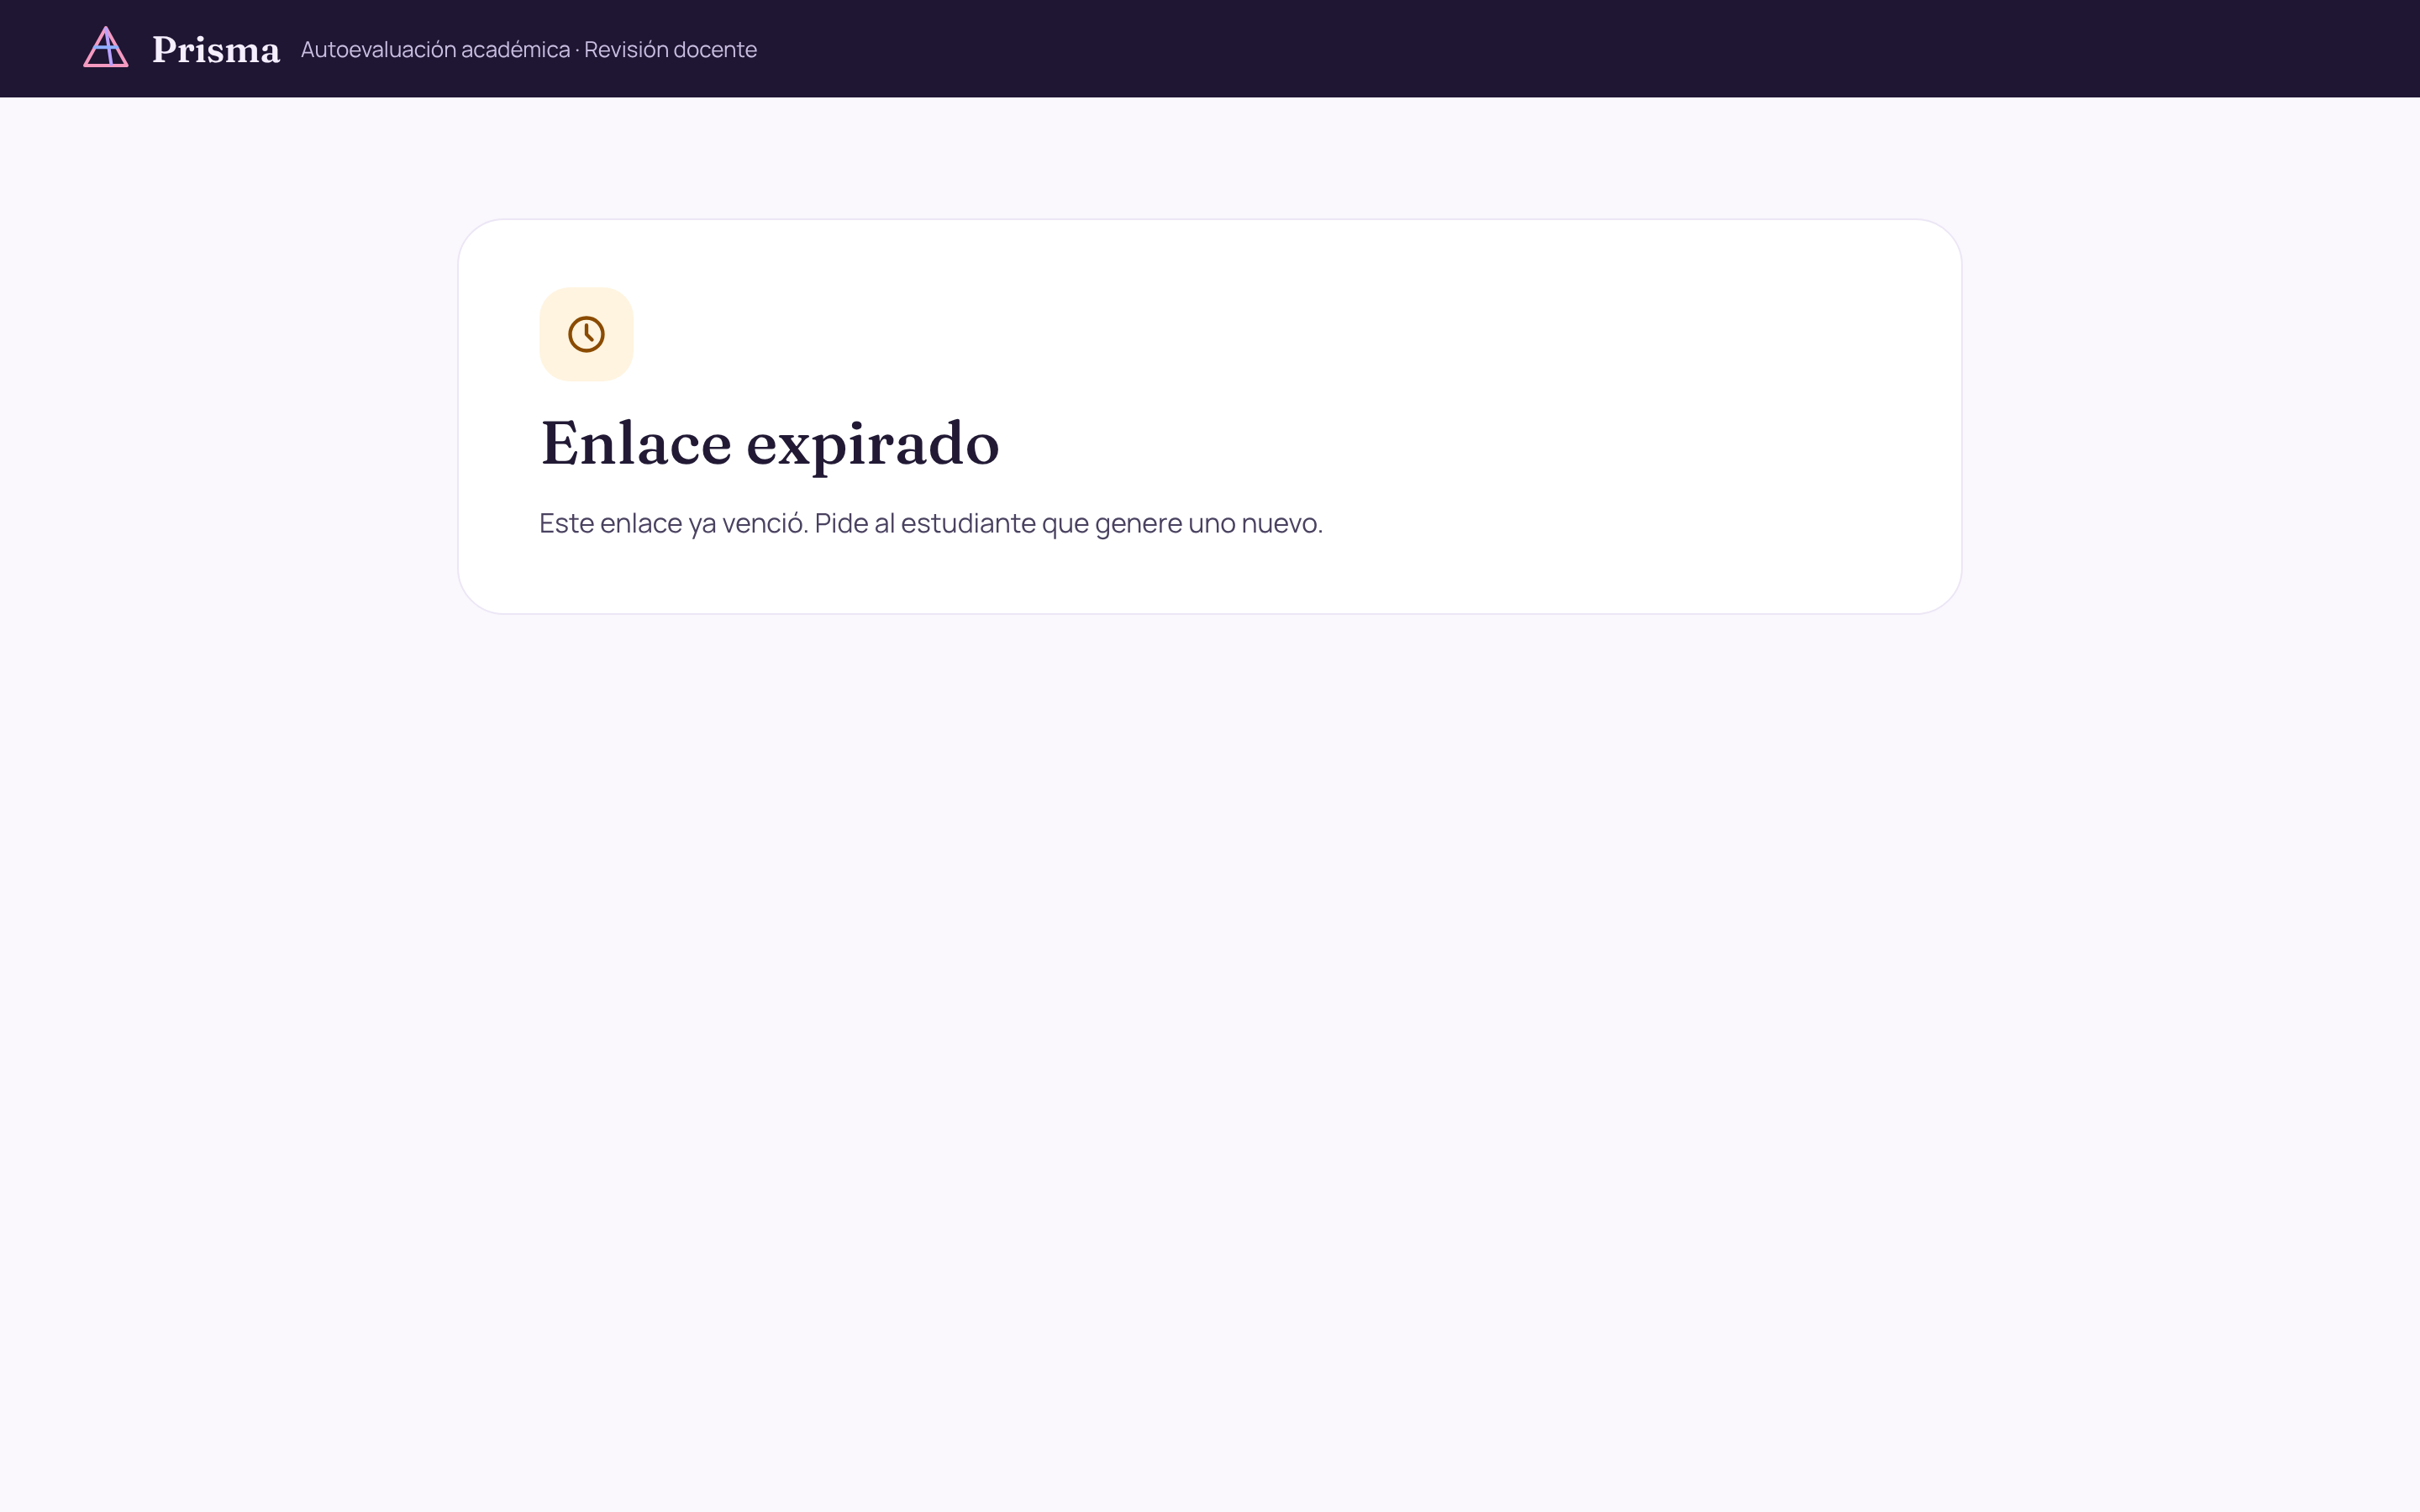 Prisma Autoevaluación académica · Revisión docente
Enlace expirado
Este enlace ya venció. Pide al estudiante que genere uno nuevo.